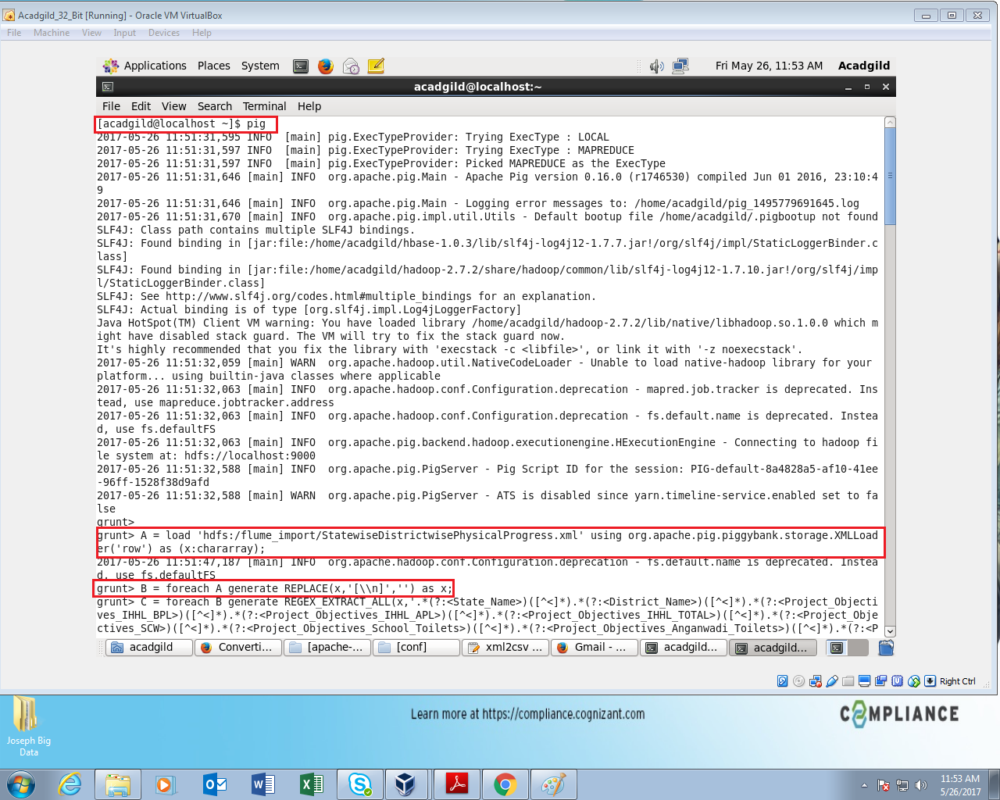 Acadgild_32_Bit [Running] - Oracle VM VirtualBox
File Machine View Input Devices Help
Applications Places System Fri May 26, 11:53 AM Acadgild
acadgild@localhost:~
File Edit View Search Terminal Help
[acadgild@localhost ~]$ pig
2017-05-26 11:51:31,595 INFO  [main] pig.ExecTypeProvider: Trying ExecType : LOCAL
2017-05-26 11:51:31,597 INFO  [main] pig.ExecTypeProvider: Trying ExecType : MAPREDUCE
2017-05-26 11:51:31,597 INFO  [main] pig.ExecTypeProvider: Picked MAPREDUCE as the ExecType
2017-05-26 11:51:31,646 [main] INFO  org.apache.pig.Main - Apache Pig version 0.16.0 (r1746530) compiled Jun 01 2016, 23:10:4
9
2017-05-26 11:51:31,646 [main] INFO  org.apache.pig.Main - Logging error messages to: /home/acadgild/pig_1495779691645.log
2017-05-26 11:51:31,670 [main] INFO  org.apache.pig.impl.util.Utils - Default bootup file /home/acadgild/.pigbootup not found
SLF4J: Class path contains multiple SLF4J bindings.
SLF4J: Found binding in [jar:file:/home/acadgild/hbase-1.0.3/lib/slf4j-log4j12-1.7.7.jar!/org/slf4j/impl/StaticLoggerBinder.c
lass]
SLF4J: Found binding in [jar:file:/home/acadgild/hadoop-2.7.2/share/hadoop/common/lib/slf4j-log4j12-1.7.10.jar!/org/slf4j/imp
l/StaticLoggerBinder.class]
SLF4J: See http://www.slf4j.org/codes.html#multiple_bindings for an explanation.
SLF4J: Actual binding is of type [org.slf4j.impl.Log4jLoggerFactory]
Java HotSpot(TM) Client VM warning: You have loaded library /home/acadgild/hadoop-2.7.2/lib/native/libhadoop.so.1.0.0 which m
ight have disabled stack guard. The VM will try to fix the stack guard now.
It's highly recommended that you fix the library with 'execstack -c <libfile>', or link it with '-z noexecstack'.
2017-05-26 11:51:32,059 [main] WARN  org.apache.hadoop.util.NativeCodeLoader - Unable to load native-hadoop library for your
platform... using builtin-java classes where applicable
2017-05-26 11:51:32,063 [main] INFO  org.apache.hadoop.conf.Configuration.deprecation - mapred.job.tracker is deprecated. Ins
tead, use mapreduce.jobtracker.address
2017-05-26 11:51:32,063 [main] INFO  org.apache.hadoop.conf.Configuration.deprecation - fs.default.name is deprecated. Instea
d, use fs.defaultFS
2017-05-26 11:51:32,063 [main] INFO  org.apache.pig.backend.hadoop.executionengine.HExecutionEngine - Connecting to hadoop fi
le system at: hdfs://localhost:9000
2017-05-26 11:51:32,588 [main] INFO  org.apache.pig.PigServer - Pig Script ID for the session: PIG-default-8a4828a5-af10-41ee
-96ff-1528f38d9afd
2017-05-26 11:51:32,588 [main] WARN  org.apache.pig.PigServer - ATS is disabled since yarn.timeline-service.enabled set to fa
lse
grunt>
grunt> A = load 'hdfs:/flume_import/StatewiseDistrictwisePhysicalProgress.xml' using org.apache.pig.piggybank.storage.XMLLoad
er('row') as (x:chararray);
2017-05-26 11:51:47,187 [main] INFO  org.apache.hadoop.conf.Configuration.deprecation - fs.default.name is deprecated. Instea
d, use fs.defaultFS
grunt> B = foreach A generate REPLACE(x,'[\\n]','') as x;
grunt> C = foreach B generate REGEX_EXTRACT_ALL(x,'.*(?:<State_Name>)([^<]*).*(?:<District_Name>)([^<]*).*(?:<Project_Objecti
ves_IHHL_BPL>)([^<]*).*(?:<Project_Objectives_IHHL_APL>)([^<]*).*(?:<Project_Objectives_IHHL_TOTAL>)([^<]*).*(?:<Project_Obje
ctives_SCW>)([^<]*).*(?:<Project_Objectives_School_Toilets>)([^<]*).*(?:<Project_Objectives_Anganwadi_Toilets>)([^<]*).*(?:<P
acadgild Converti... [apache-... [conf] xml2csv ... Gmail - ... acadgild... acadgild...
Right Ctrl
Learn more at https://compliance.cognizant.com
COMPLIANCE
Joseph Big
Data
11:53 AM
5/26/2017